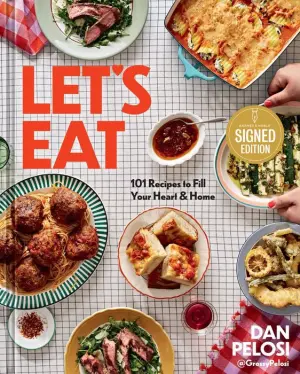 LET'S
EAT
SIGNED
EDITION
101 Recipes to Fill
Your Heart & Home
DAN
PELOSI
@GrossyPelosi